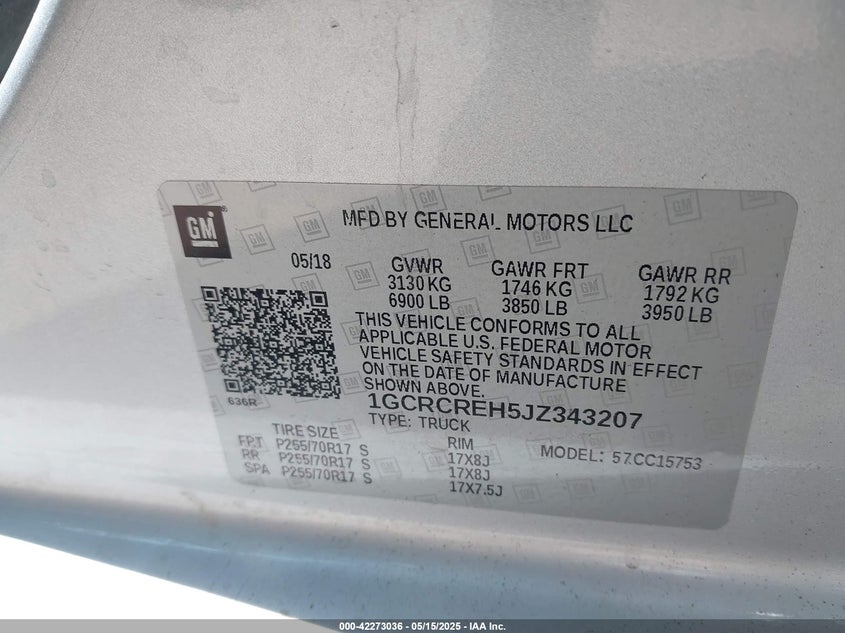 GM
MFD BY GENERAL MOTORS LLC
05/18
GVWR
3130 KG
6900 LB
GAWR FRT
1746 KG
3850 LB
GAWR RR
1792 KG
3950 LB
THIS VEHICLE CONFORMS TO ALL
APPLICABLE U.S. FEDERAL MOTOR
VEHICLE SAFETY STANDARDS IN EFFECT
ON THE DATE OF MANUFACTURE
SHOWN ABOVE.
636R
1GCRCREH5JZ343207
TYPE: TRUCK
TIRE SIZE RIM
FRT P255/70R17 S 17X8J
RR P255/70R17 S 17X8J
SPA P255/70R17 S 17X7.5J
MODEL: 57.CC15753
000-42273036 - 05/15/2025 - IAA Inc.